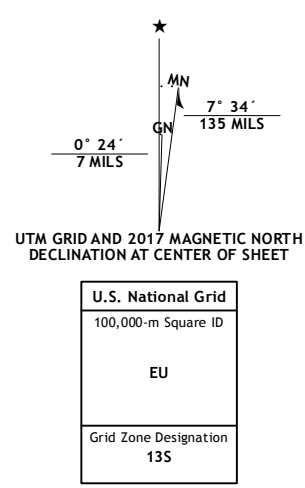 ★
MN
GN
7° 34´
135 MILS
0° 24´
7 MILS
UTM GRID AND 2017 MAGNETIC NORTH
DECLINATION AT CENTER OF SHEET
U.S. National Grid
100,000-m Square ID
EU
Grid Zone Designation
13S